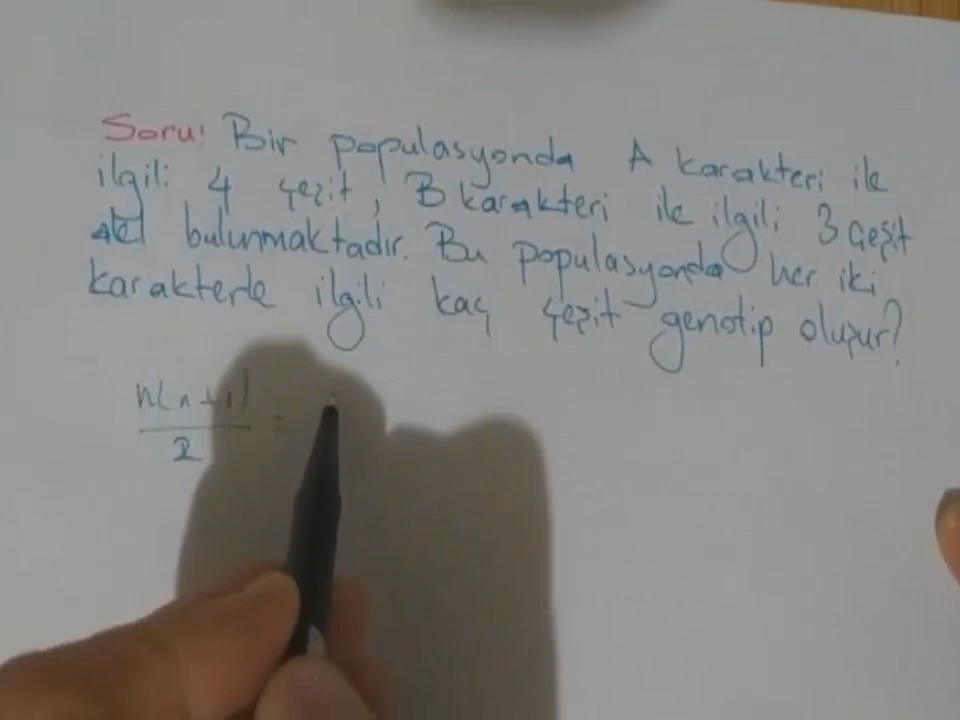 Soru! Bir populasyonda A karakteri ile
ilgili 4 çeşit, B karakteri ile ilgili 3 çeşit
alel bulunmaktadır. Bu populasyonda her iki
karakterle ilgili kaç çeşit genotip oluşur?
n(n+1)
2
=